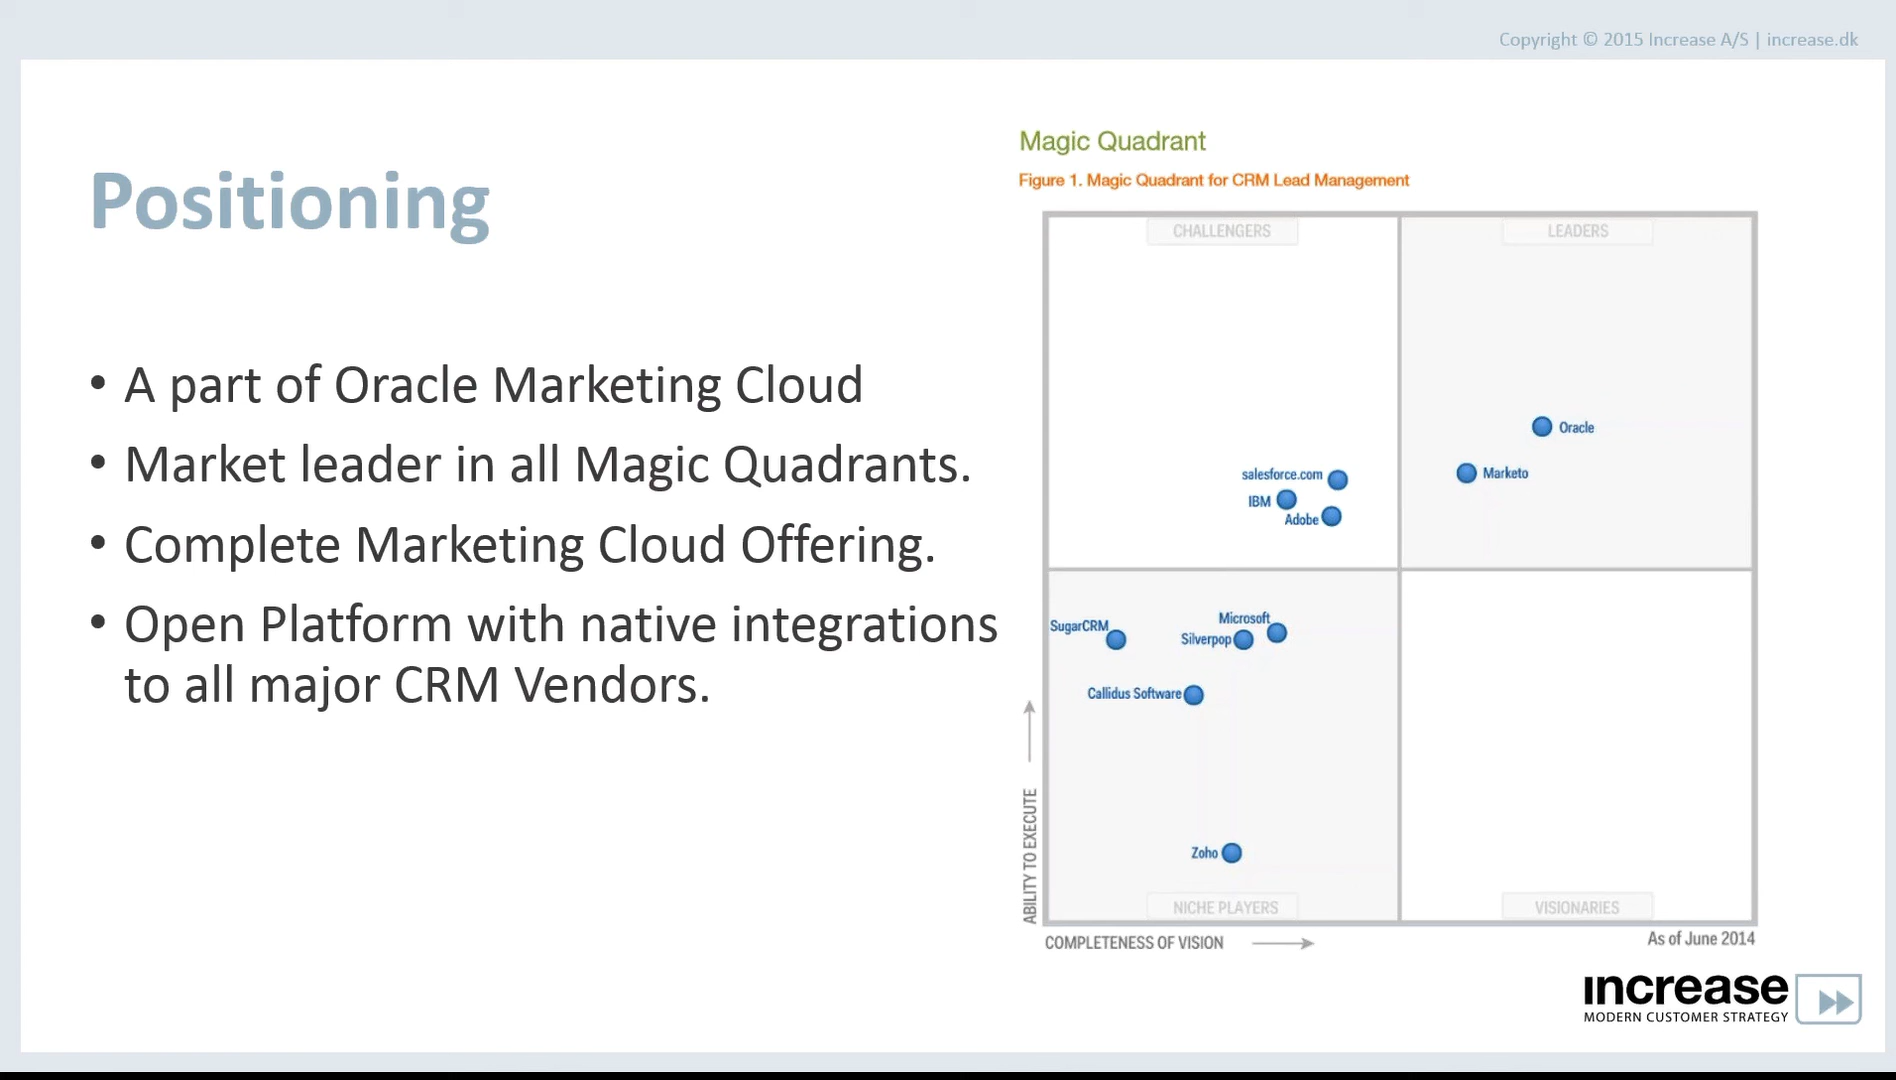 Copyright © 2015 Increase A/S | increase.dk
Positioning
• A part of Oracle Marketing Cloud
• Market leader in all Magic Quadrants.
• Complete Marketing Cloud Offering.
• Open Platform with native integrations
to all major CRM Vendors.
Magic Quadrant
Figure 1. Magic Quadrant for CRM Lead Management
CHALLENGERS
LEADERS
Oracle
Marketo
salesforce.com
IBM
Adobe
SugarCRM
Microsoft
Silverpop
Callidus Software
Zoho
NICHE PLAYERS
VISIONARIES
ABILITY TO EXECUTE
COMPLETENESS OF VISION
As of June 2014
increase
MODERN CUSTOMER STRATEGY